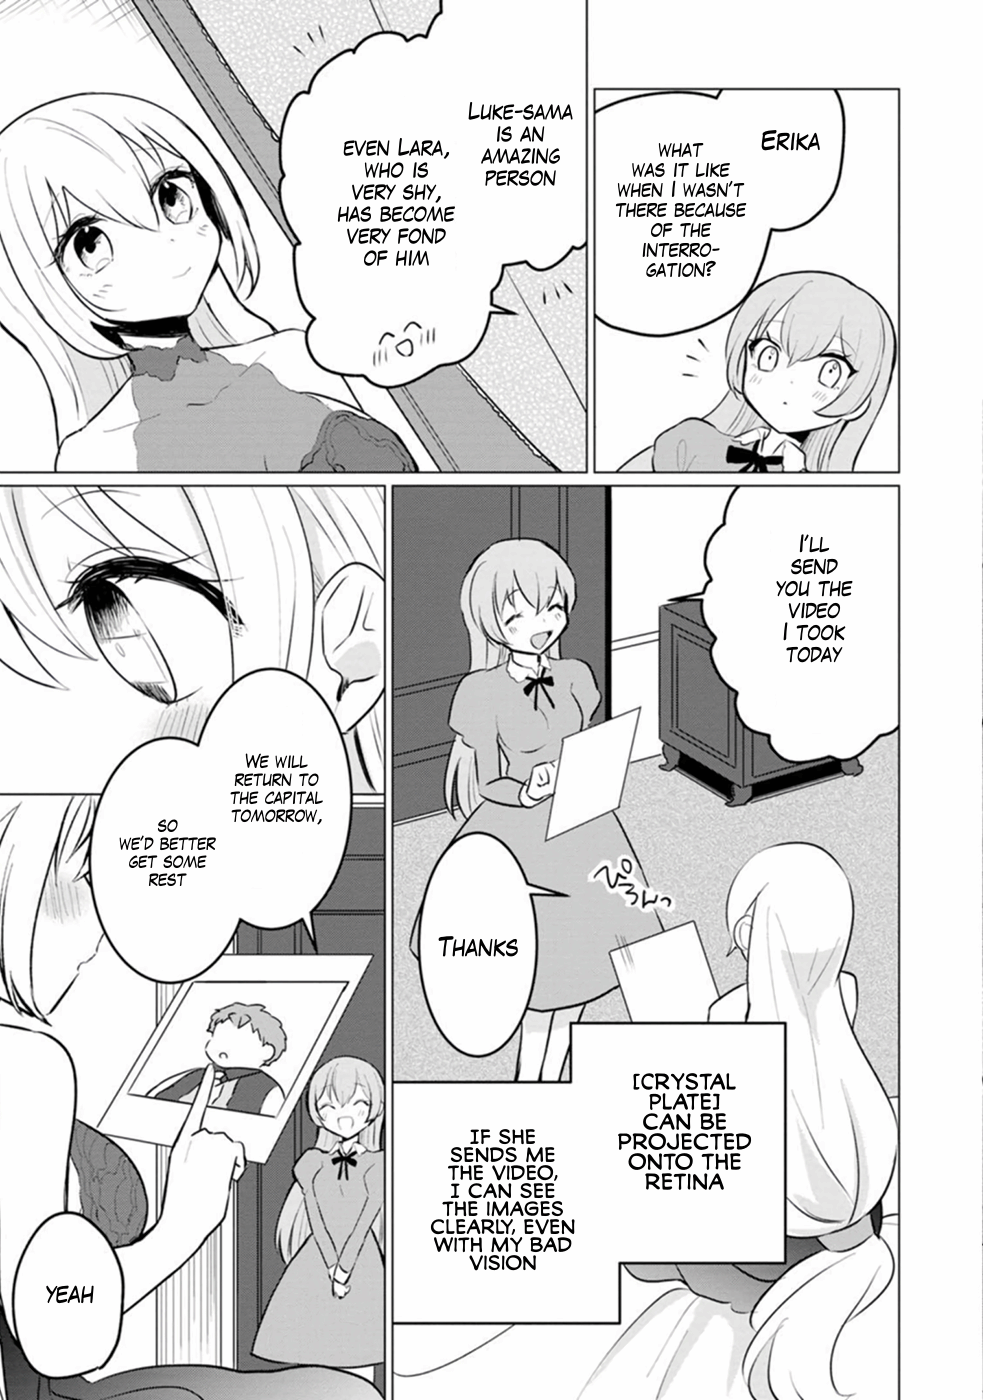 ERIKA
WHAT
WAS IT LIKE
WHEN I WASN'T
THERE BECAUSE
OF THE
INTERRO-
GATION?
LUKE-SAMA
IS AN
AMAZING
PERSON
EVEN LARA,
WHO IS
VERY SHY,
HAS BECOME
VERY FOND
OF HIM
I'LL
SEND
YOU THE
VIDEO
I TOOK
TODAY
ぴろんっ
THANKS
[CRYSTAL
PLATE]
CAN BE
PROJECTED
ONTO THE
RETINA
IF SHE
SENDS ME
THE VIDEO,
I CAN SEE
THE IMAGES
CLEARLY, EVEN
WITH MY BAD
VISION
WE WILL
RETURN TO
THE CAPITAL
TOMORROW,
SO
WE'D BETTER
GET SOME
REST
YEAH